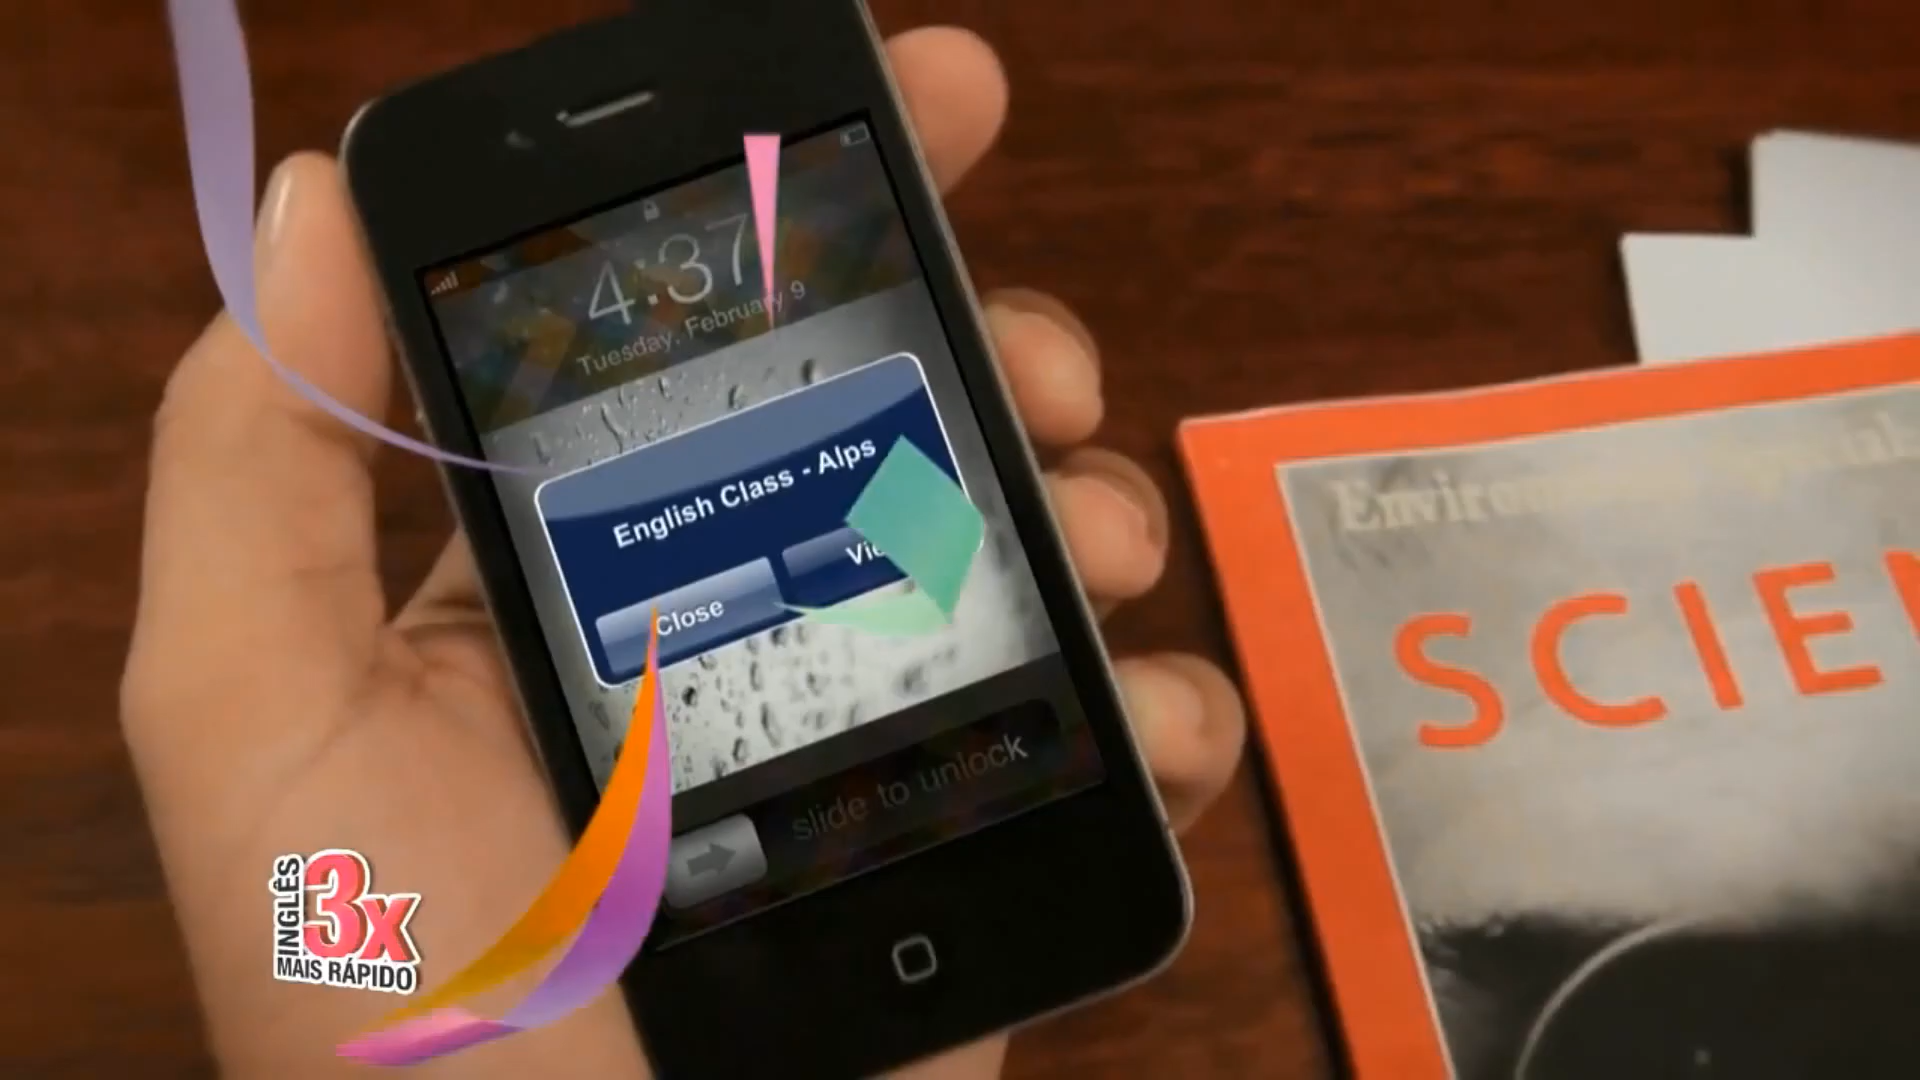 4:37
Tuesday, February 9
English Class - Alps
Close
slide to unlock
SCIE
INGLÊS
3x
MAIS RÁPIDO